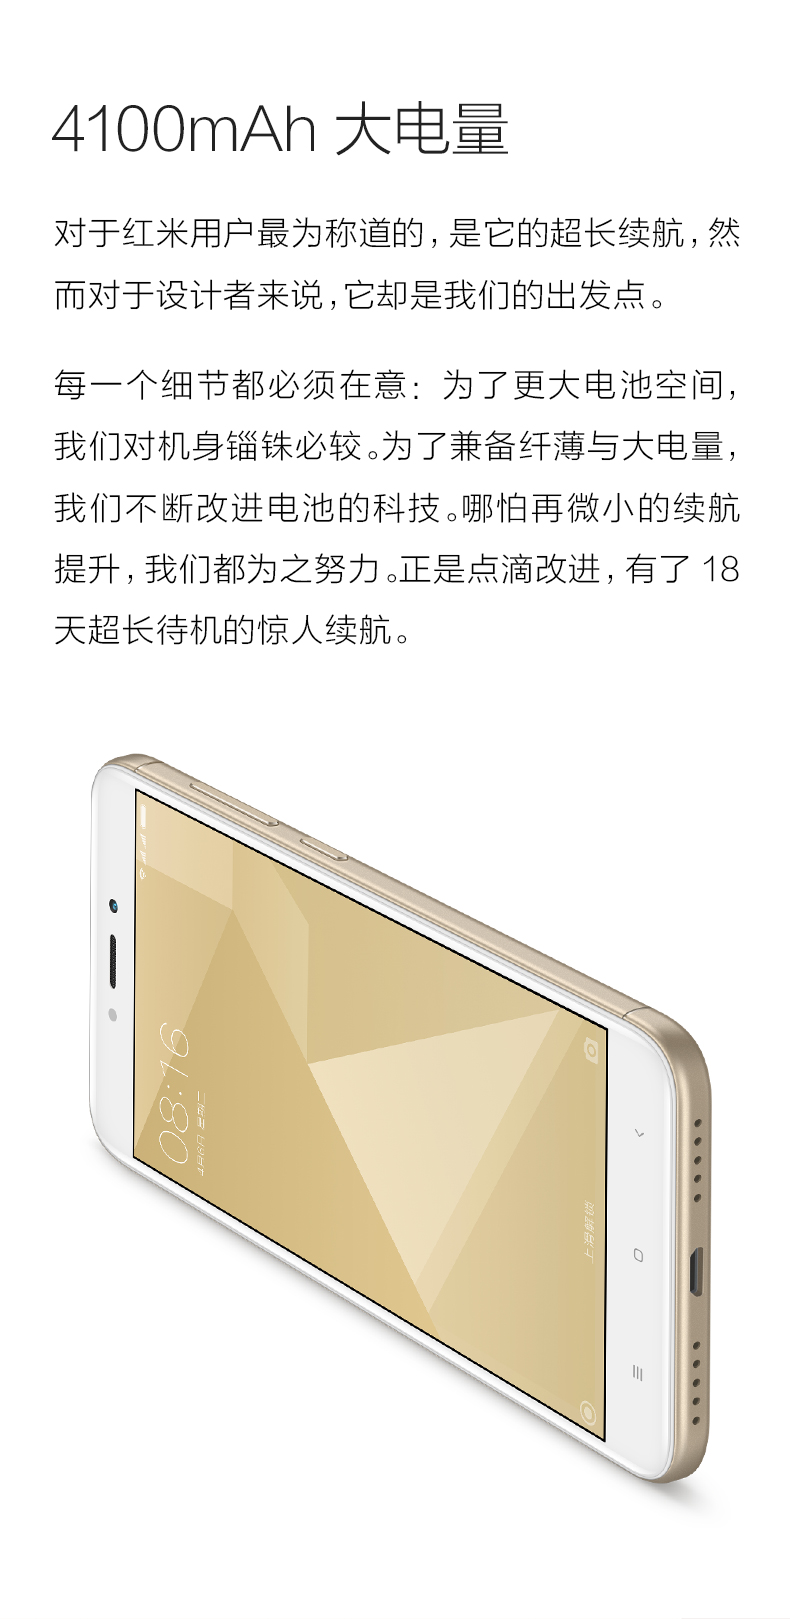 4100mAh 大电量
对于红米用户最为称道的，是它的超长续航，然
而对于设计者来说，它却是我们的出发点。
每一个细节都必须在意：为了更大电池空间，
我们对机身锱铢必较。为了兼备纤薄与大电量，
我们不断改进电池的科技。哪怕再微小的续航
提升，我们都为之努力。正是点滴改进，有了 18
天超长待机的惊人续航。
08:16